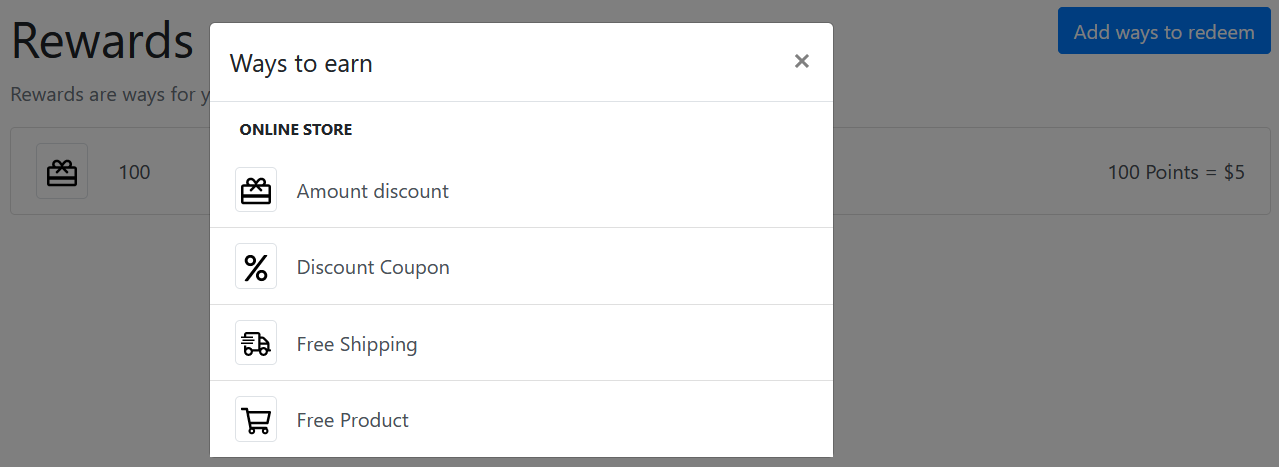 Rewards
Add ways to redeem
Rewards are ways for
100
100 Points = $5
Ways to earn
×
ONLINE STORE
Amount discount
Discount Coupon
Free Shipping
Free Product